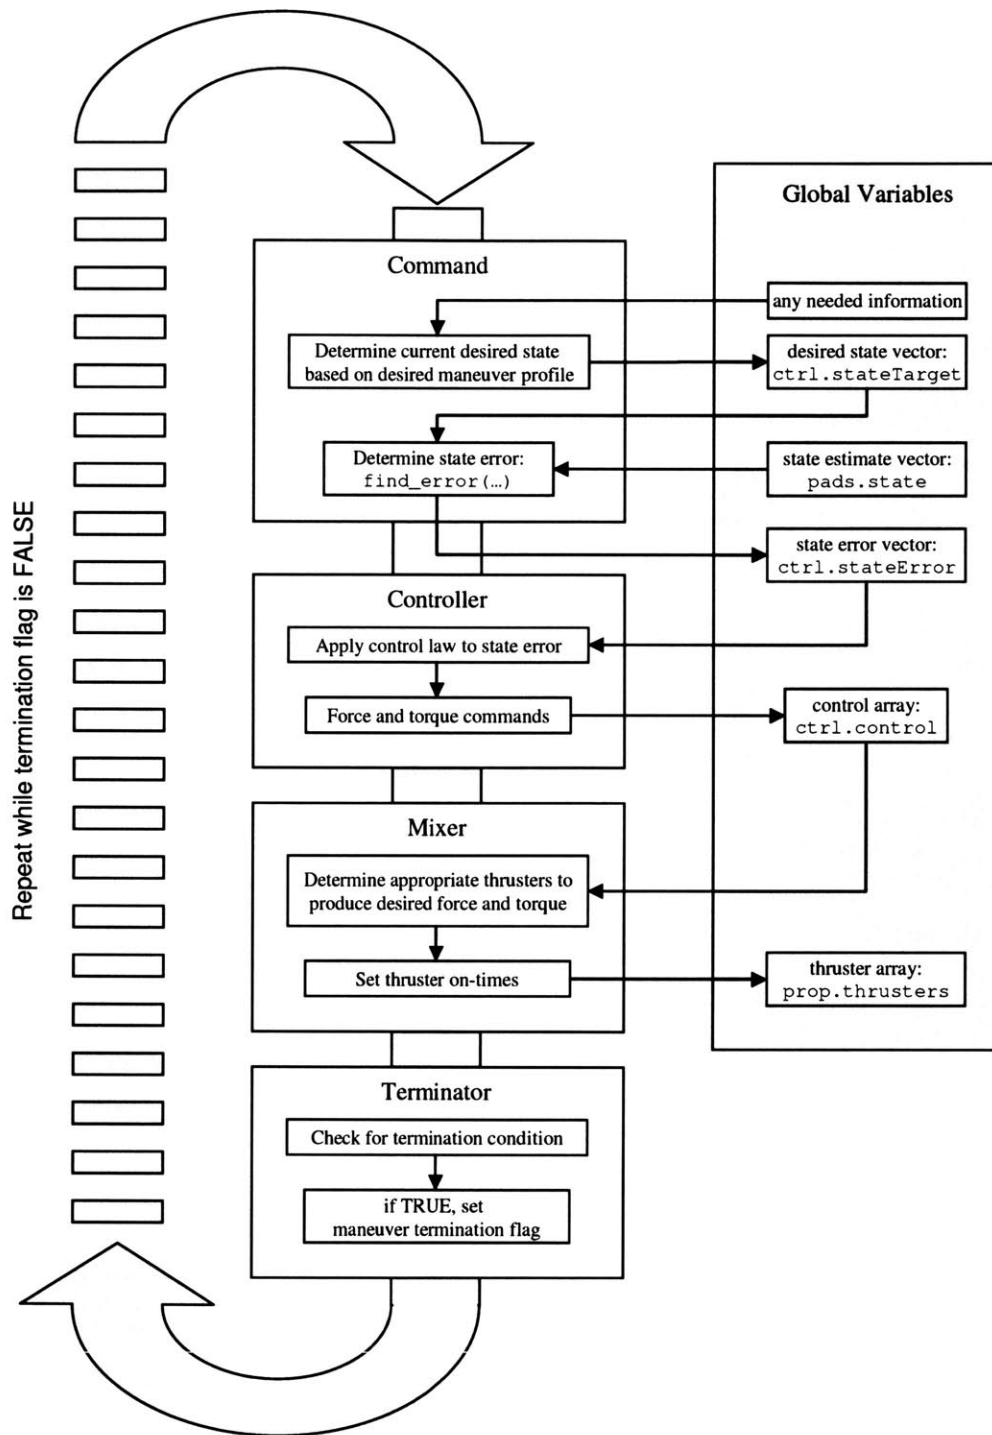 Repeat while termination flag is FALSE
Command
Determine current desired state
based on desired maneuver profile
Determine state error:
find_error(…)
Controller
Apply control law to state error
Force and torque commands
Mixer
Determine appropriate thrusters to
produce desired force and torque
Set thruster on-times
Terminator
Check for termination condition
if TRUE, set
maneuver termination flag
Global Variables
any needed information
desired state vector:
ctrl.stateTarget
state estimate vector:
pads.state
state error vector:
ctrl.stateError
control array:
ctrl.control
thruster array:
prop.thrusters